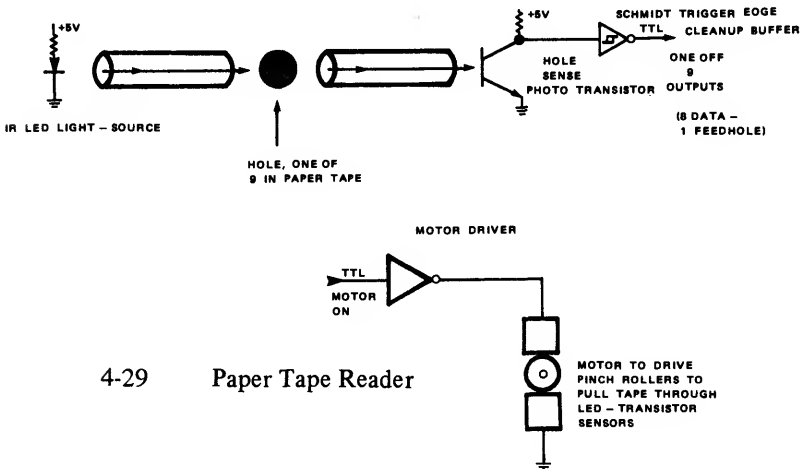 +5V
IR LED LIGHT – SOURCE
HOLE, ONE OF
9 IN PAPER TAPE
+5V
HOLE
SENSE
PHOTO TRANSISTOR
SCHMIDT TRIGGER EOGE
TTL CLEANUP BUFFER
ONE OFF
9
OUTPUTS
(8 DATA –
1 FEEDHOLE)
MOTOR DRIVER
TTL
MOTOR
ON
MOTOR TO DRIVE
PINCH ROLLERS TO
PULL TAPE THROUGH
LED – TRANSISTOR
SENSORS
4-29 Paper Tape Reader